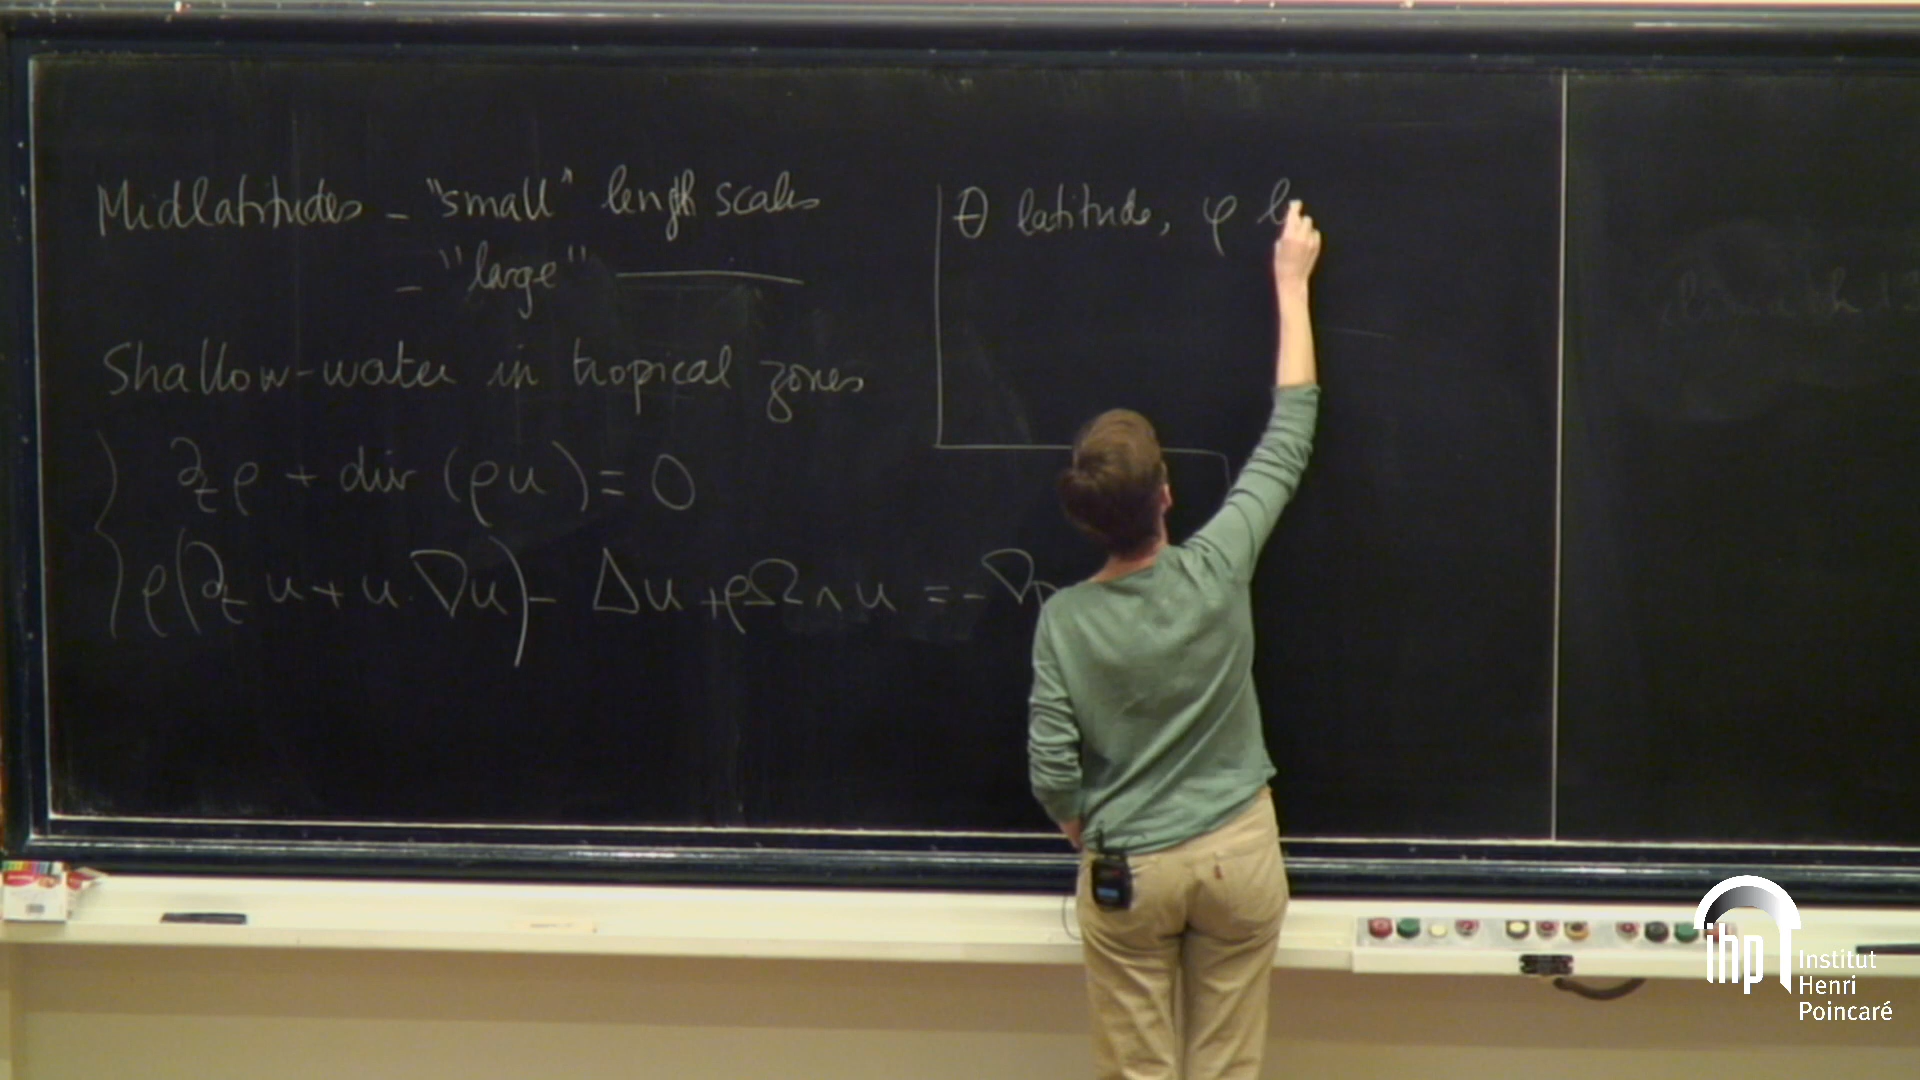 Midlatitudes - "small" length scales
- "large" ———
Shallow-water in tropical zones
∂ₜρ + div (ρu) = 0
ρ(∂ₜu + u·∇u) - Δu + ρΩ∧u = -∇p
θ latitude, φ l
ihp Institut
Henri
Poincaré